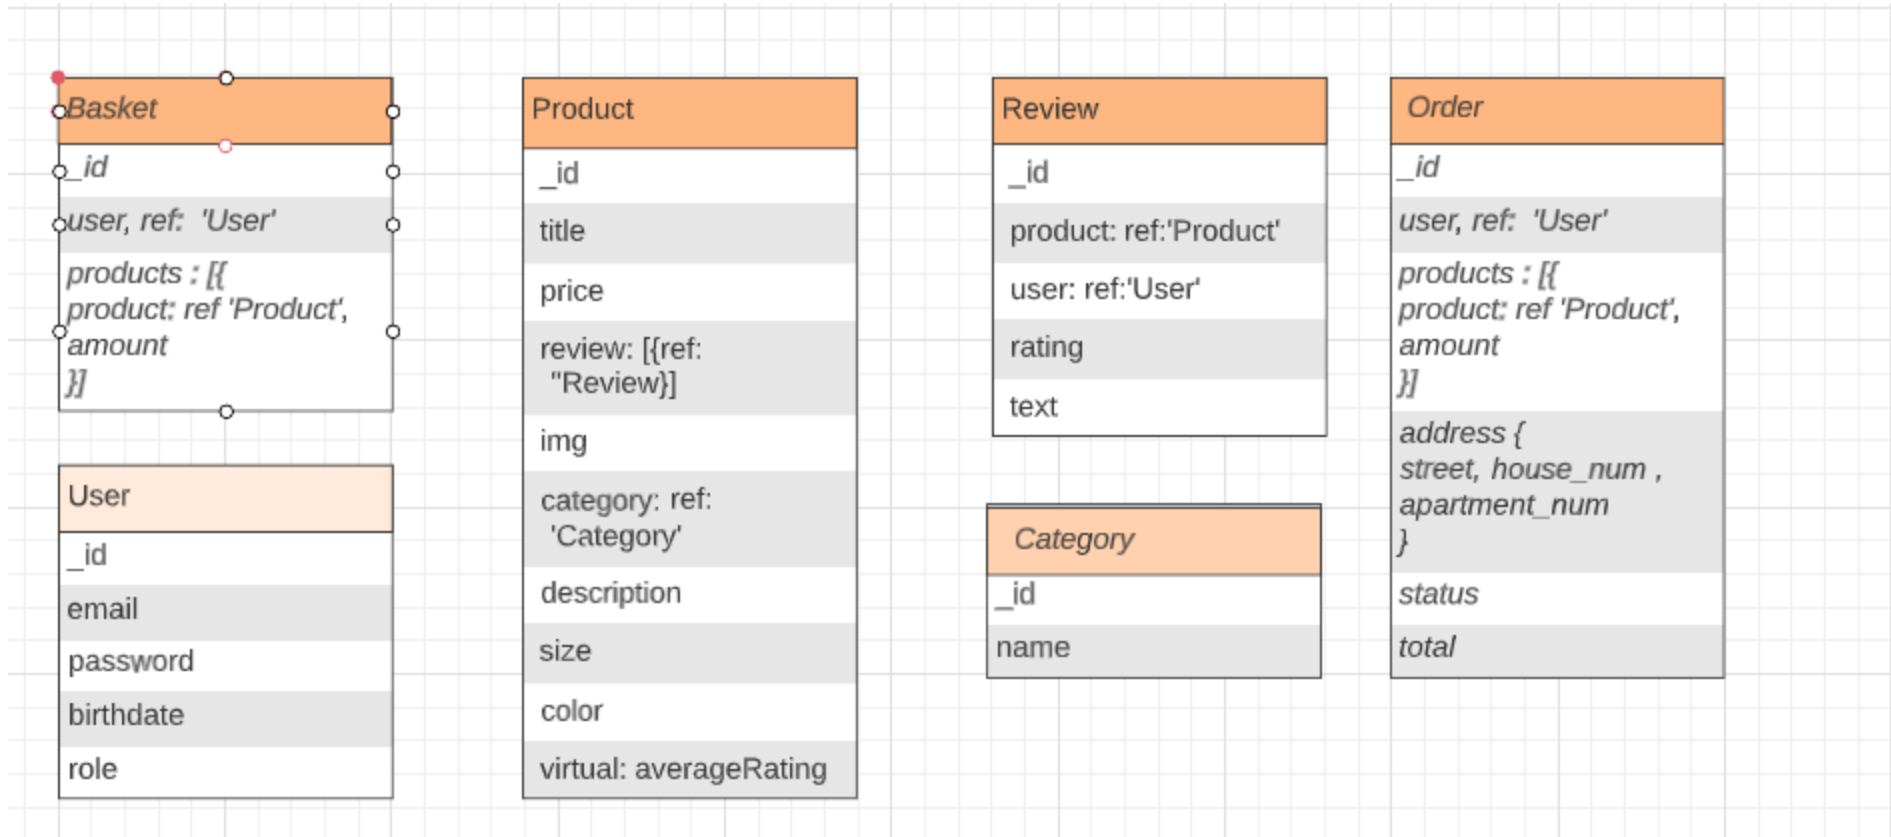 Basket
_id
user, ref:  'User'
products : [{
product: ref 'Product',
amount
}]
User
_id
email
password
birthdate
role
Product
_id
title
price
review: [{ref:
"Review}]
img
category: ref:
'Category'
description
size
color
virtual: averageRating
Review
_id
product: ref:'Product'
user: ref:'User'
rating
text
Category
_id
name
Order
_id
user, ref:  'User'
products : [{
product: ref 'Product',
amount
}]
address {
street, house_num ,
apartment_num
}
status
total